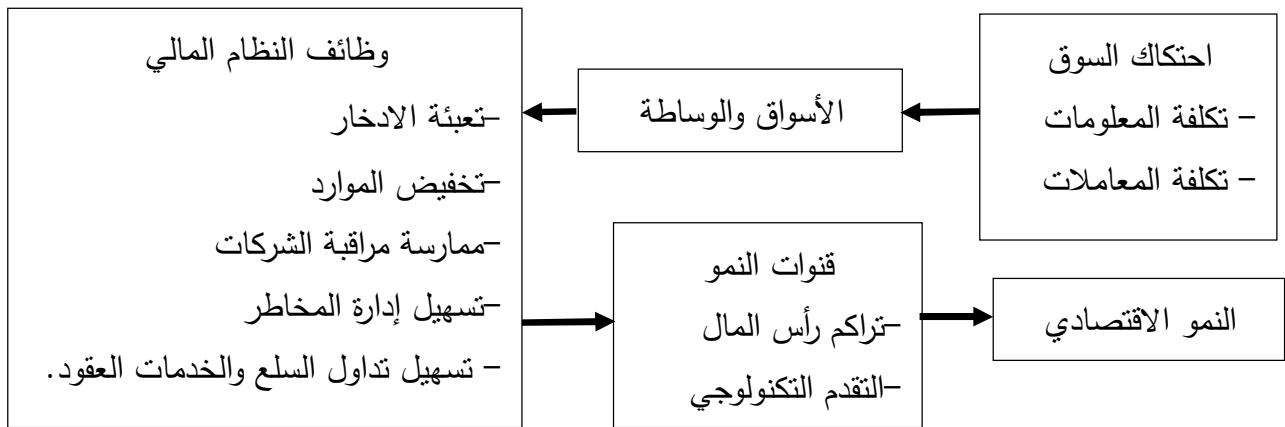 احتكاك السوق
– تكلفة المعلومات
– تكلفة المعاملات
الأسواق والوساطة
وظائف النظام المالي
–تعبئة الادخار
–تخفيض الموارد
–ممارسة مراقبة الشركات
–تسهيل إدارة المخاطر
– تسهيل تداول السلع والخدمات العقود.
قنوات النمو
–تراكم رأس المال
–التقدم التكنولوجي
النمو الاقتصادي